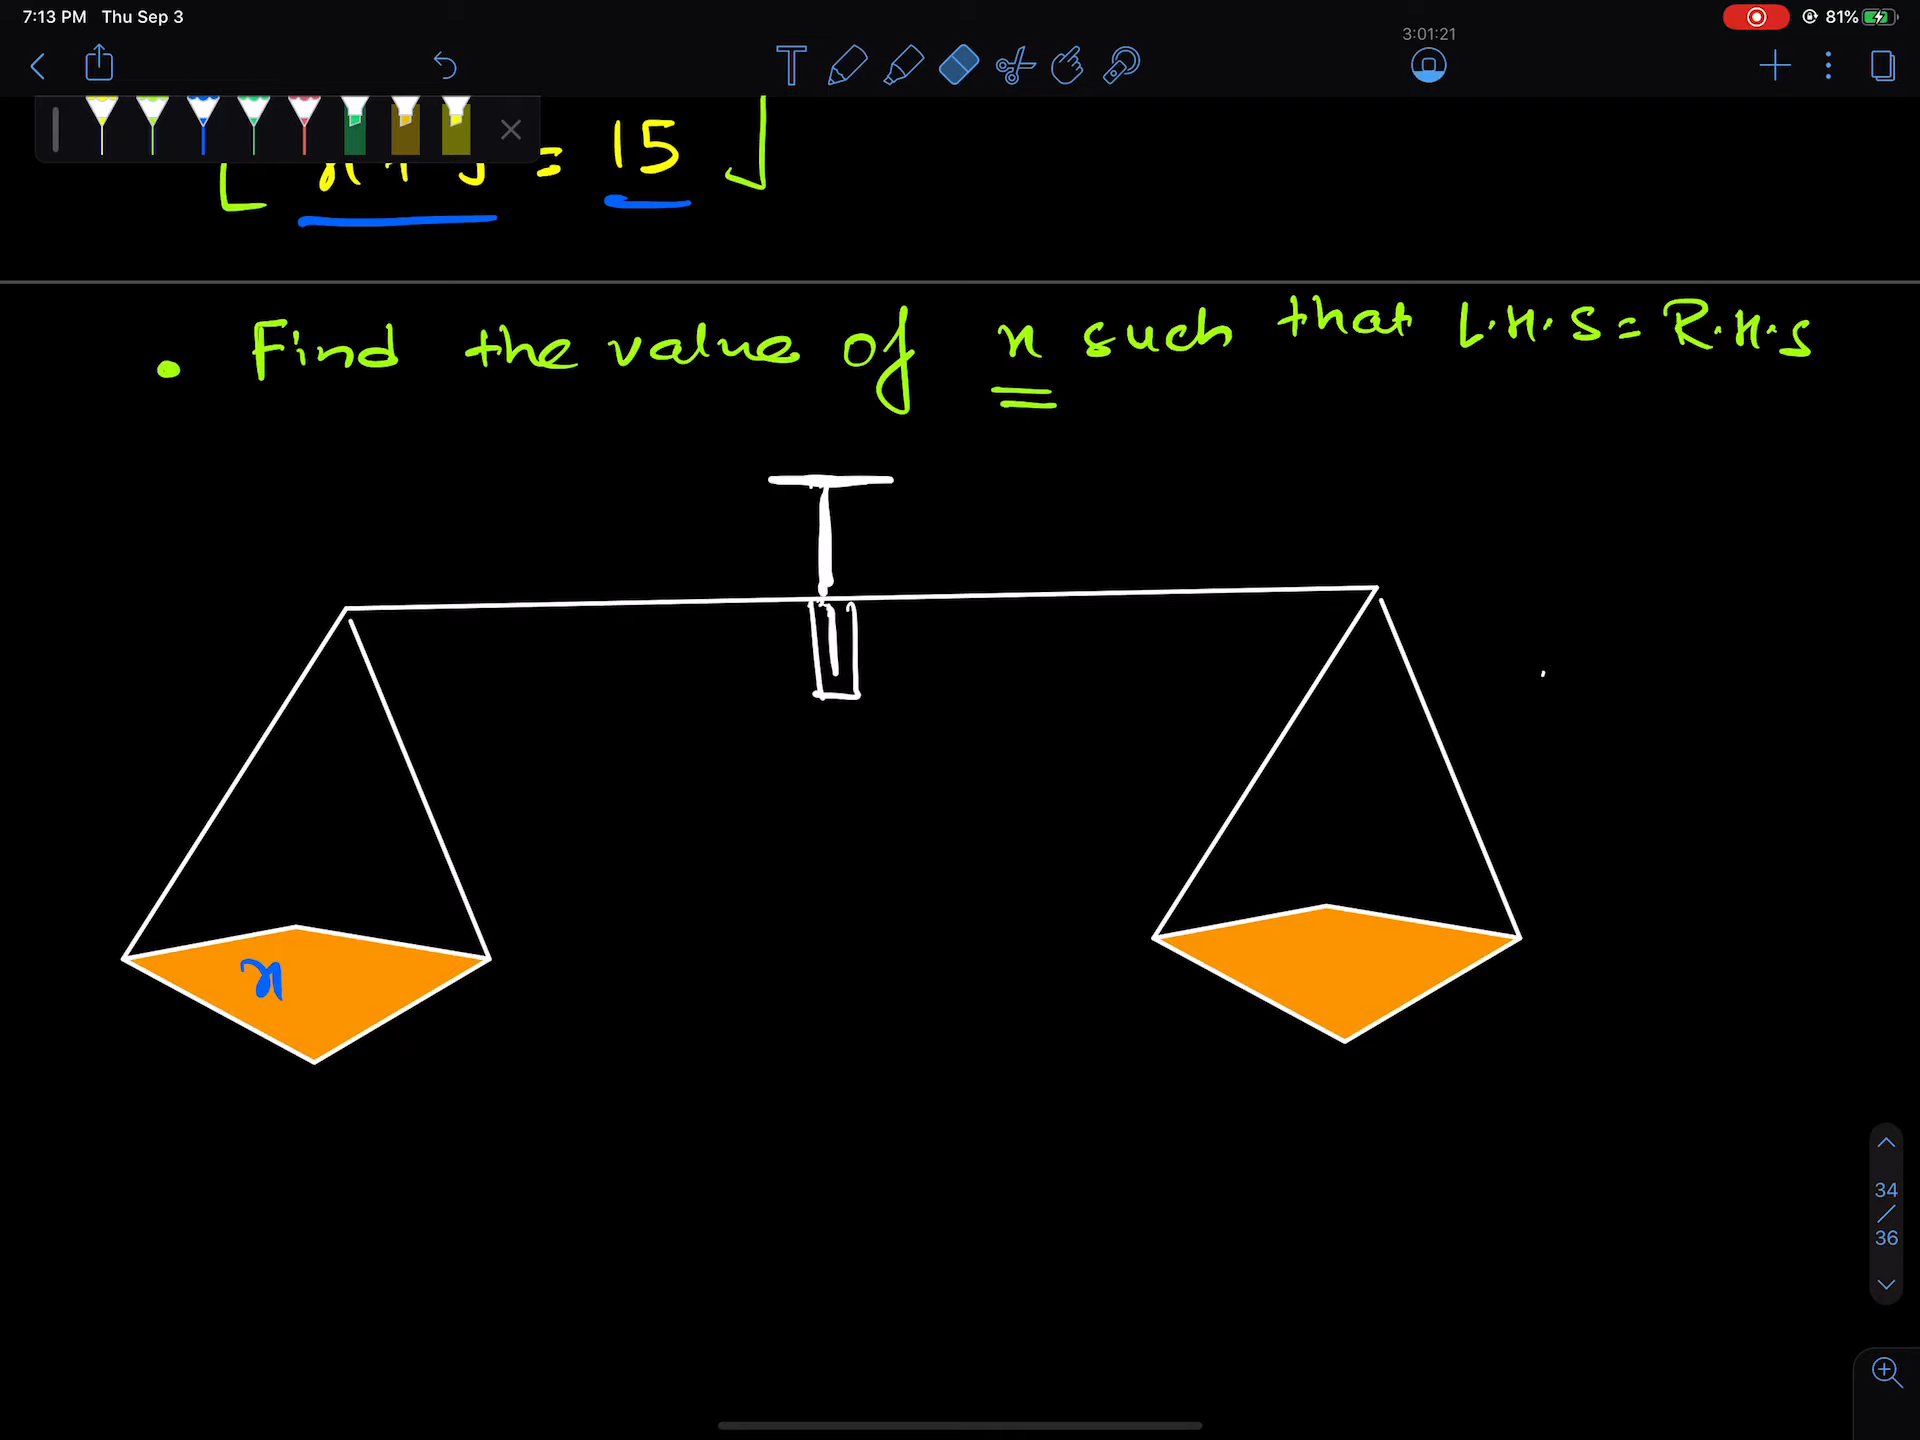 7:13 PM Thu Sep 3
81%
3:01:21
= 15
• Find the value of x such that L.H.S = R.H.S
x
34
/
36